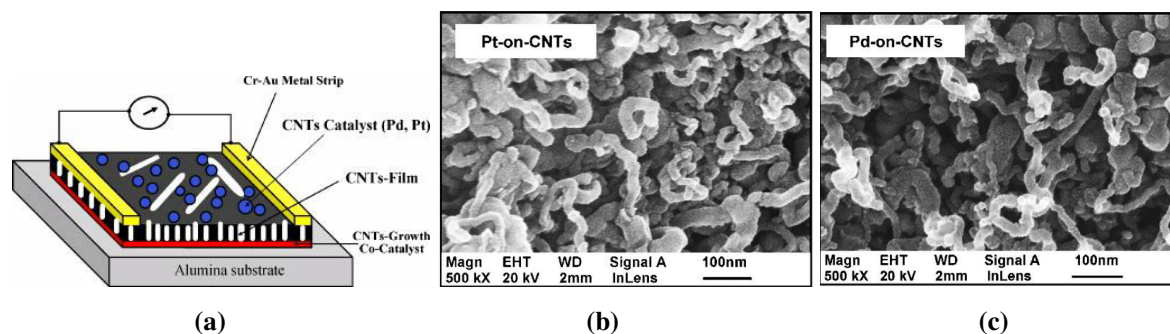 Cr-Au Metal Strip
CNTs Catalyst (Pd, Pt)
CNTs-Film
CNTs-Growth
Co-Catalyst
Alumina substrate
(a)
Pt-on-CNTs
Magn EHT WD Signal A 100nm
500 kX 20 kV 2mm InLens
(b)
Pd-on-CNTs
Magn EHT WD Signal A 100nm
500 kX 20 kV 2mm InLens
(c)